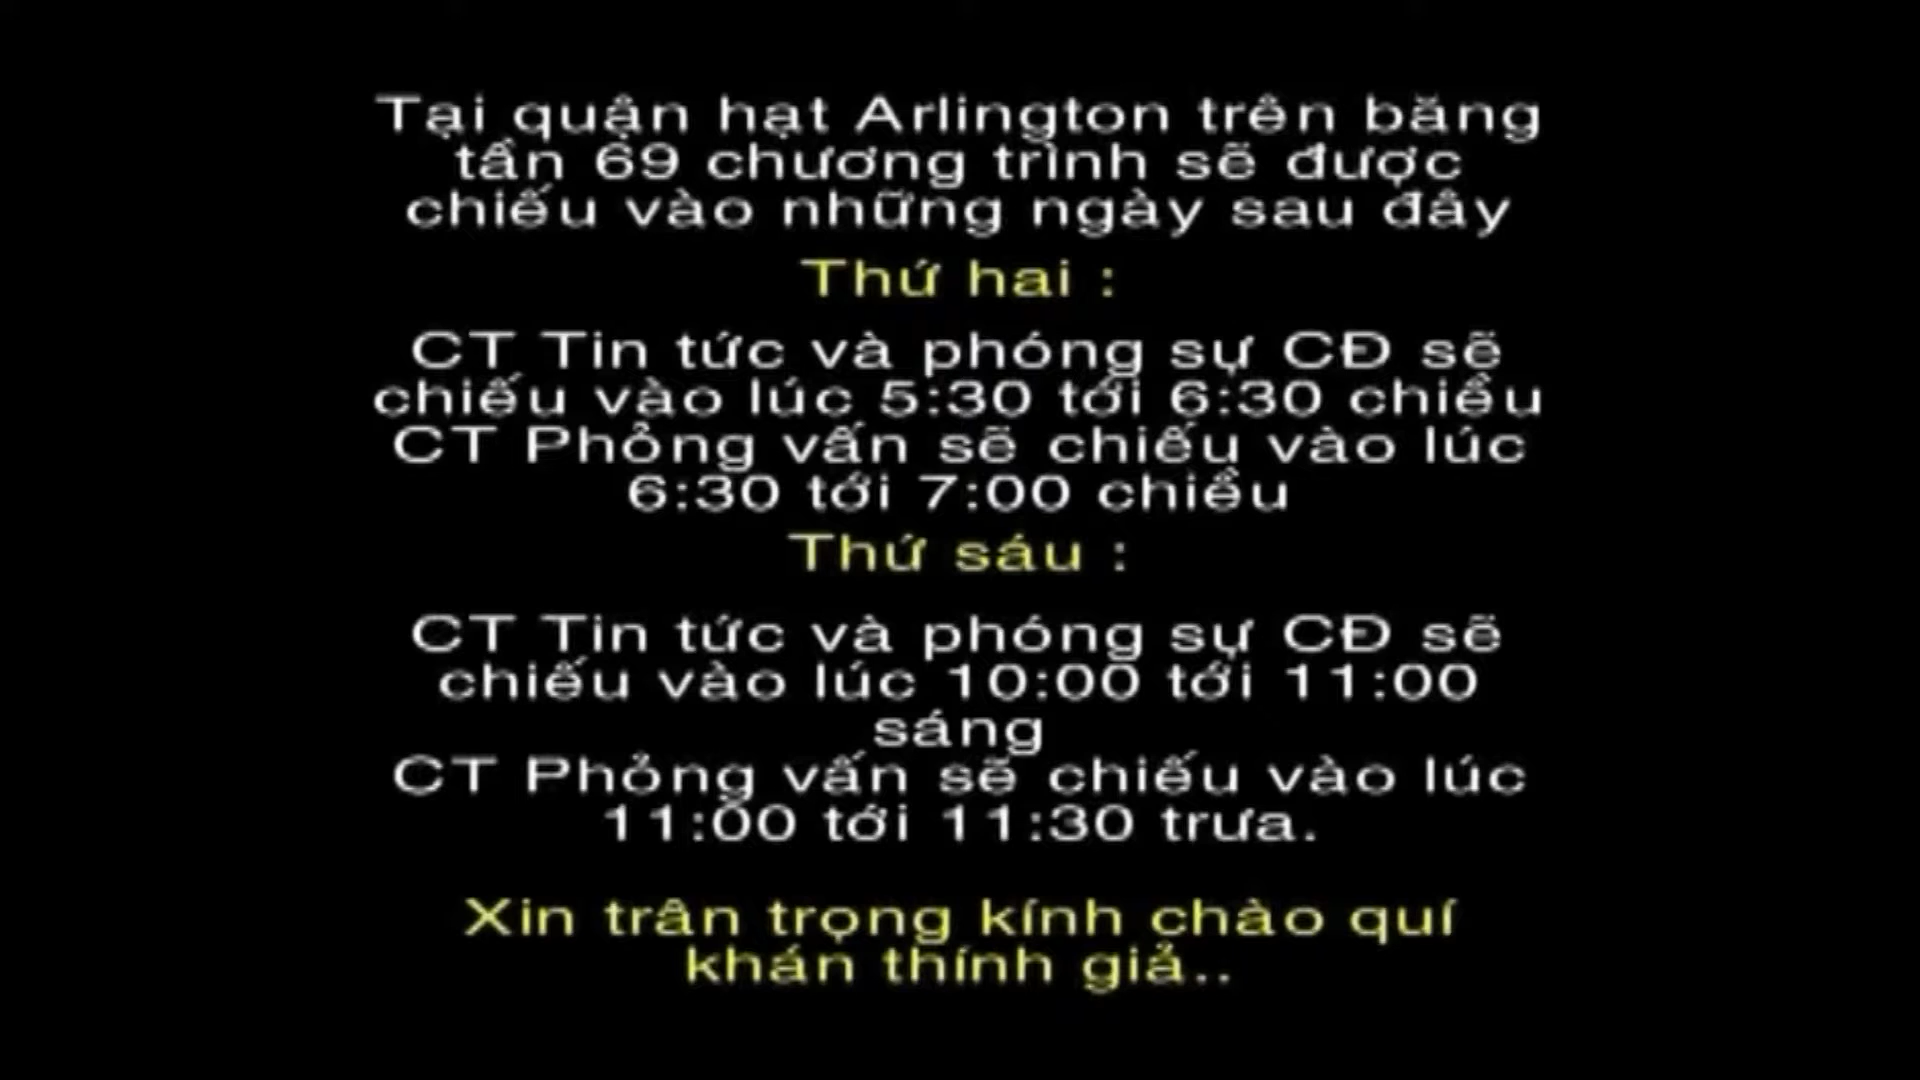 Tại quận hạt Arlington trên băng
tần 69 chương trình sẽ được
chiếu vào những ngày sau đây
Thứ hai :
CT Tin tức và phóng sự CĐ sẽ
chiếu vào lúc 5:30 tới 6:30 chiều
CT Phỏng vấn sẽ chiếu vào lúc
6:30 tới 7:00 chiều
Thứ sáu :
CT Tin tức và phóng sự CĐ sẽ
chiếu vào lúc 10:00 tới 11:00
sáng
CT Phỏng vấn sẽ chiếu vào lúc
11:00 tới 11:30 trưa.
Xin trân trọng kính chào quí
khán thính giả..